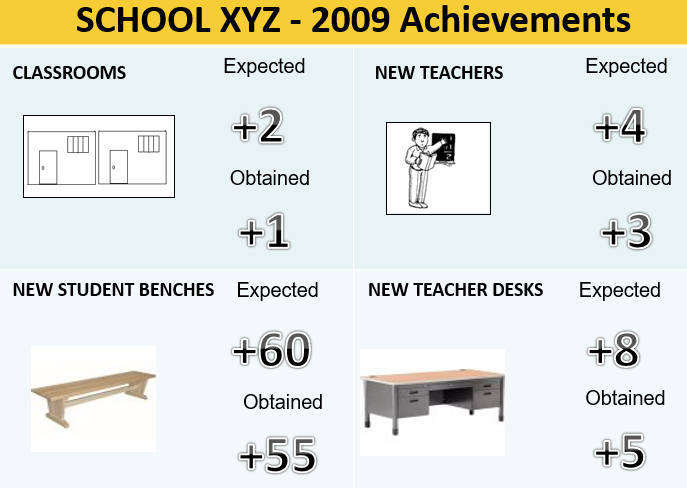 SCHOOL XYZ - 2009 Achievements
CLASSROOMS
Expected
+2
Obtained
+1
NEW TEACHERS
Expected
+4
Obtained
+3
NEW STUDENT BENCHES
Expected
+60
Obtained
+55
NEW TEACHER DESKS
Expected
+8
Obtained
+5